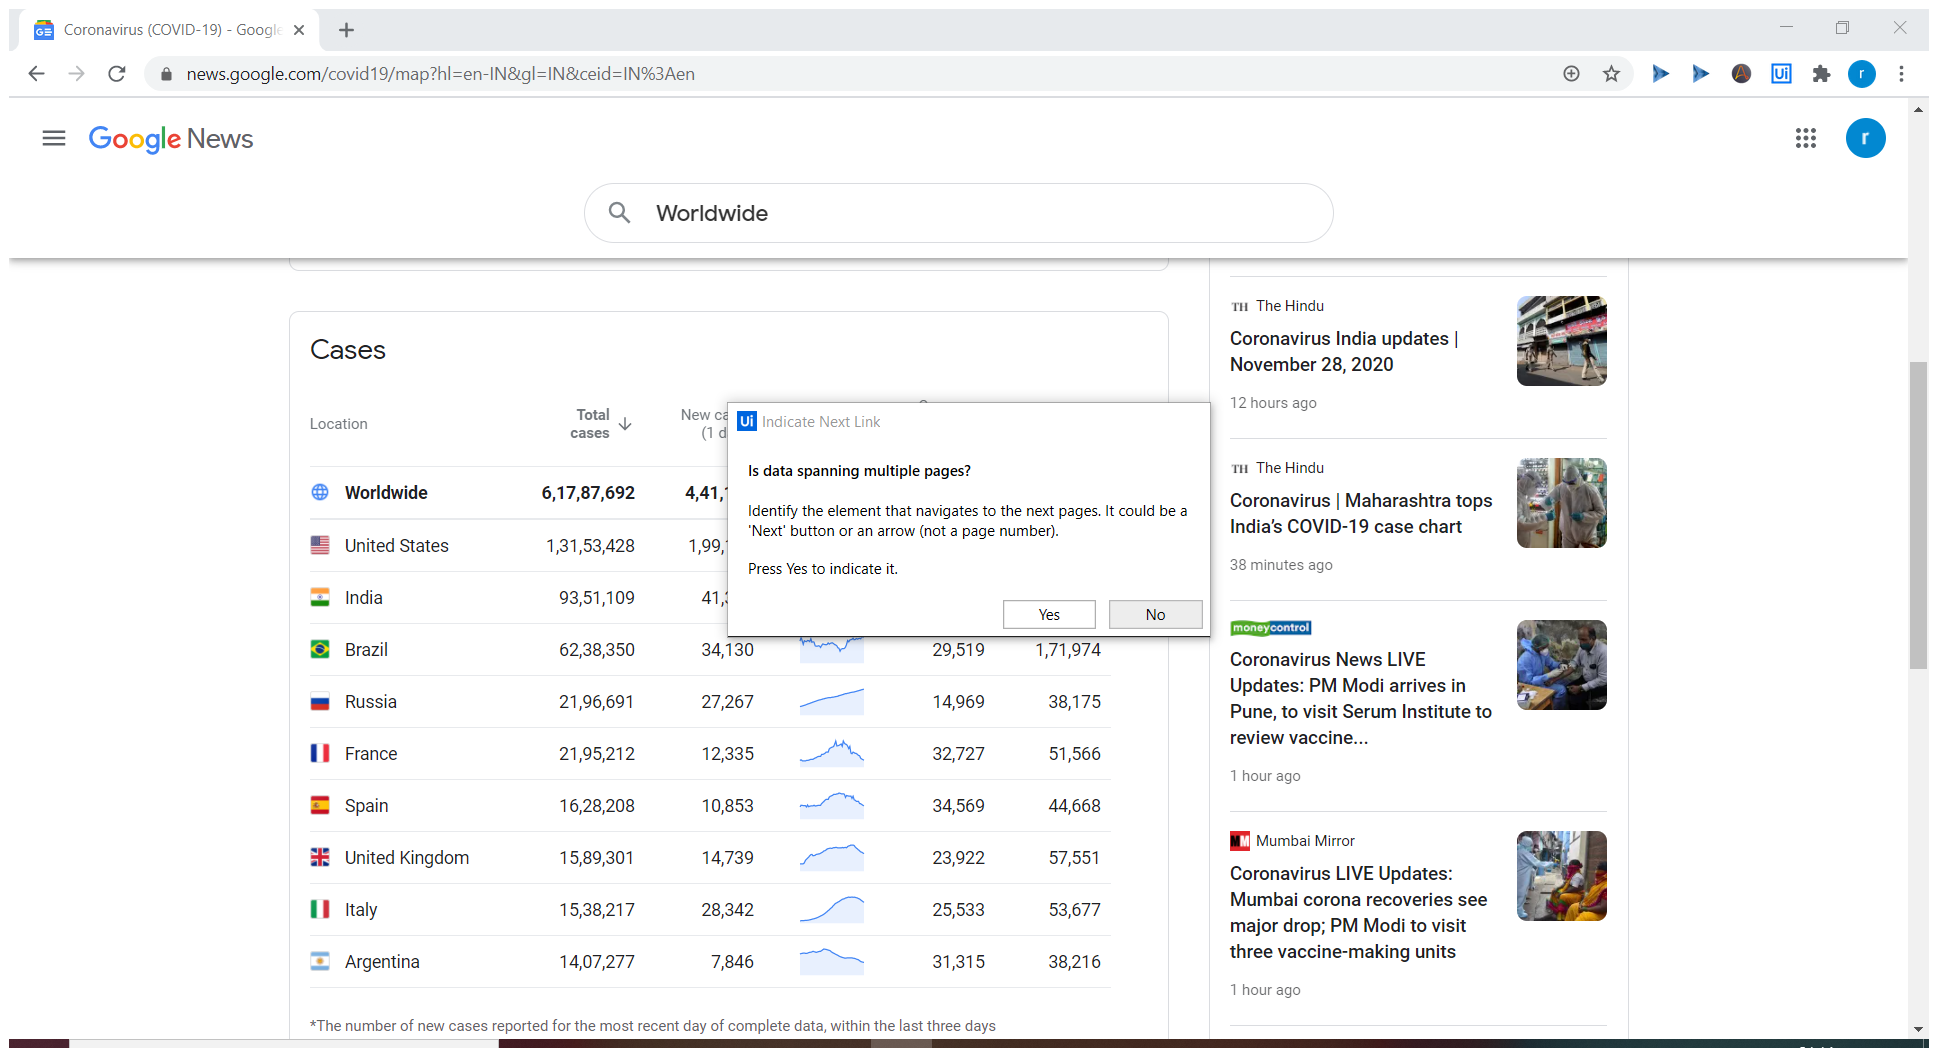 Coronavirus (COVID-19) - Google
news.google.com/covid19/map?hl=en-IN&gl=IN&ceid=IN%3Aen
Ui
r
Google News
r
Worldwide
Cases
Location
Total
cases
New ca
(1 d
Worldwide 6,17,87,692 4,41,
United States 1,31,53,428 1,99,
India 93,51,109 41,
Brazil 62,38,350 34,130 29,519 1,71,974
Russia 21,96,691 27,267 14,969 38,175
France 21,95,212 12,335 32,727 51,566
Spain 16,28,208 10,853 34,569 44,668
United Kingdom 15,89,301 14,739 23,922 57,551
Italy 15,38,217 28,342 25,533 53,677
Argentina 14,07,277 7,846 31,315 38,216
*The number of new cases reported for the most recent day of complete data, within the last three days
Ui Indicate Next Link
Is data spanning multiple pages?
Identify the element that navigates to the next pages. It could be a
'Next' button or an arrow (not a page number).
Press Yes to indicate it.
Yes No
TH The Hindu
Coronavirus India updates |
November 28, 2020
12 hours ago
TH The Hindu
Coronavirus | Maharashtra tops
India's COVID-19 case chart
38 minutes ago
moneycontrol
Coronavirus News LIVE
Updates: PM Modi arrives in
Pune, to visit Serum Institute to
review vaccine...
1 hour ago
MM Mumbai Mirror
Coronavirus LIVE Updates:
Mumbai corona recoveries see
major drop; PM Modi to visit
three vaccine-making units
1 hour ago